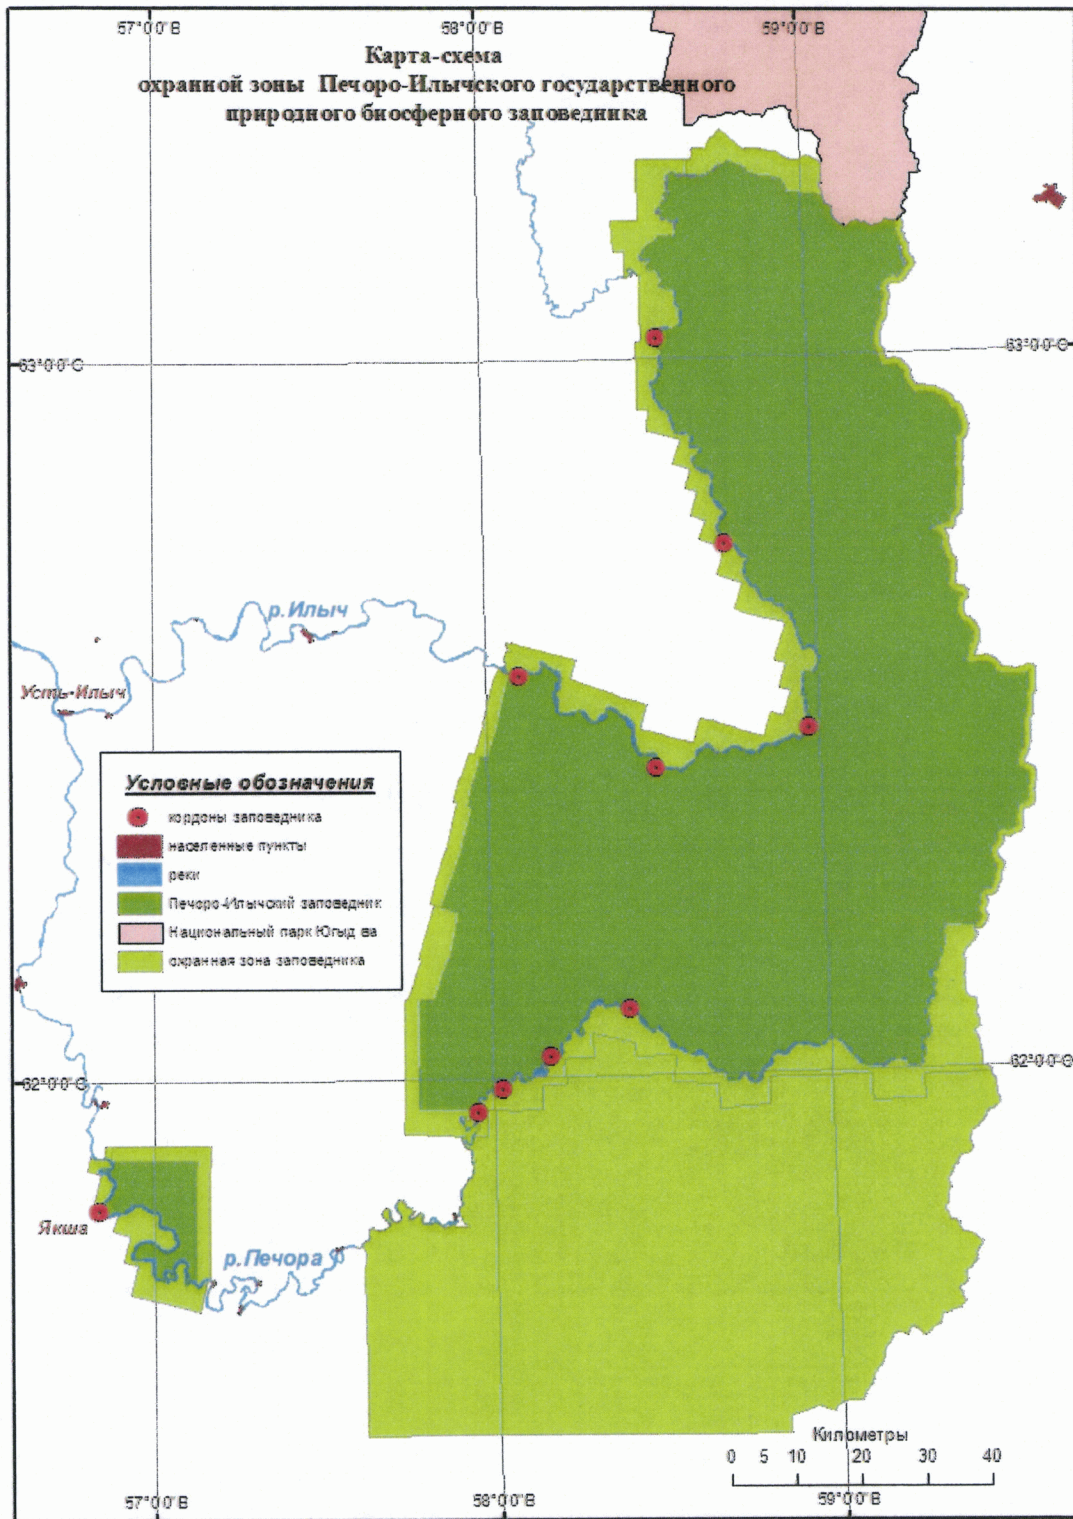 57°0'0"В 58°0'0"В 59°0'0"В
Карта-схема
охранной зоны Печоро-Илычского государственного
природного биосферного заповедника
63°0'0"С 63°0'0"С
р.Илыч
Усть-Илыч
Условные обозначения
кордоны заповедника
населенные пункты
реки
Печоро-Илычский заповедник
Национальный парк Югыд ва
охранная зона заповедника
62°0'0"С 62°0'0"С
Якша
р.Печора
Километры
0 5 10 20 30 40
57°0'0"В 58°0'0"В 59°0'0"В